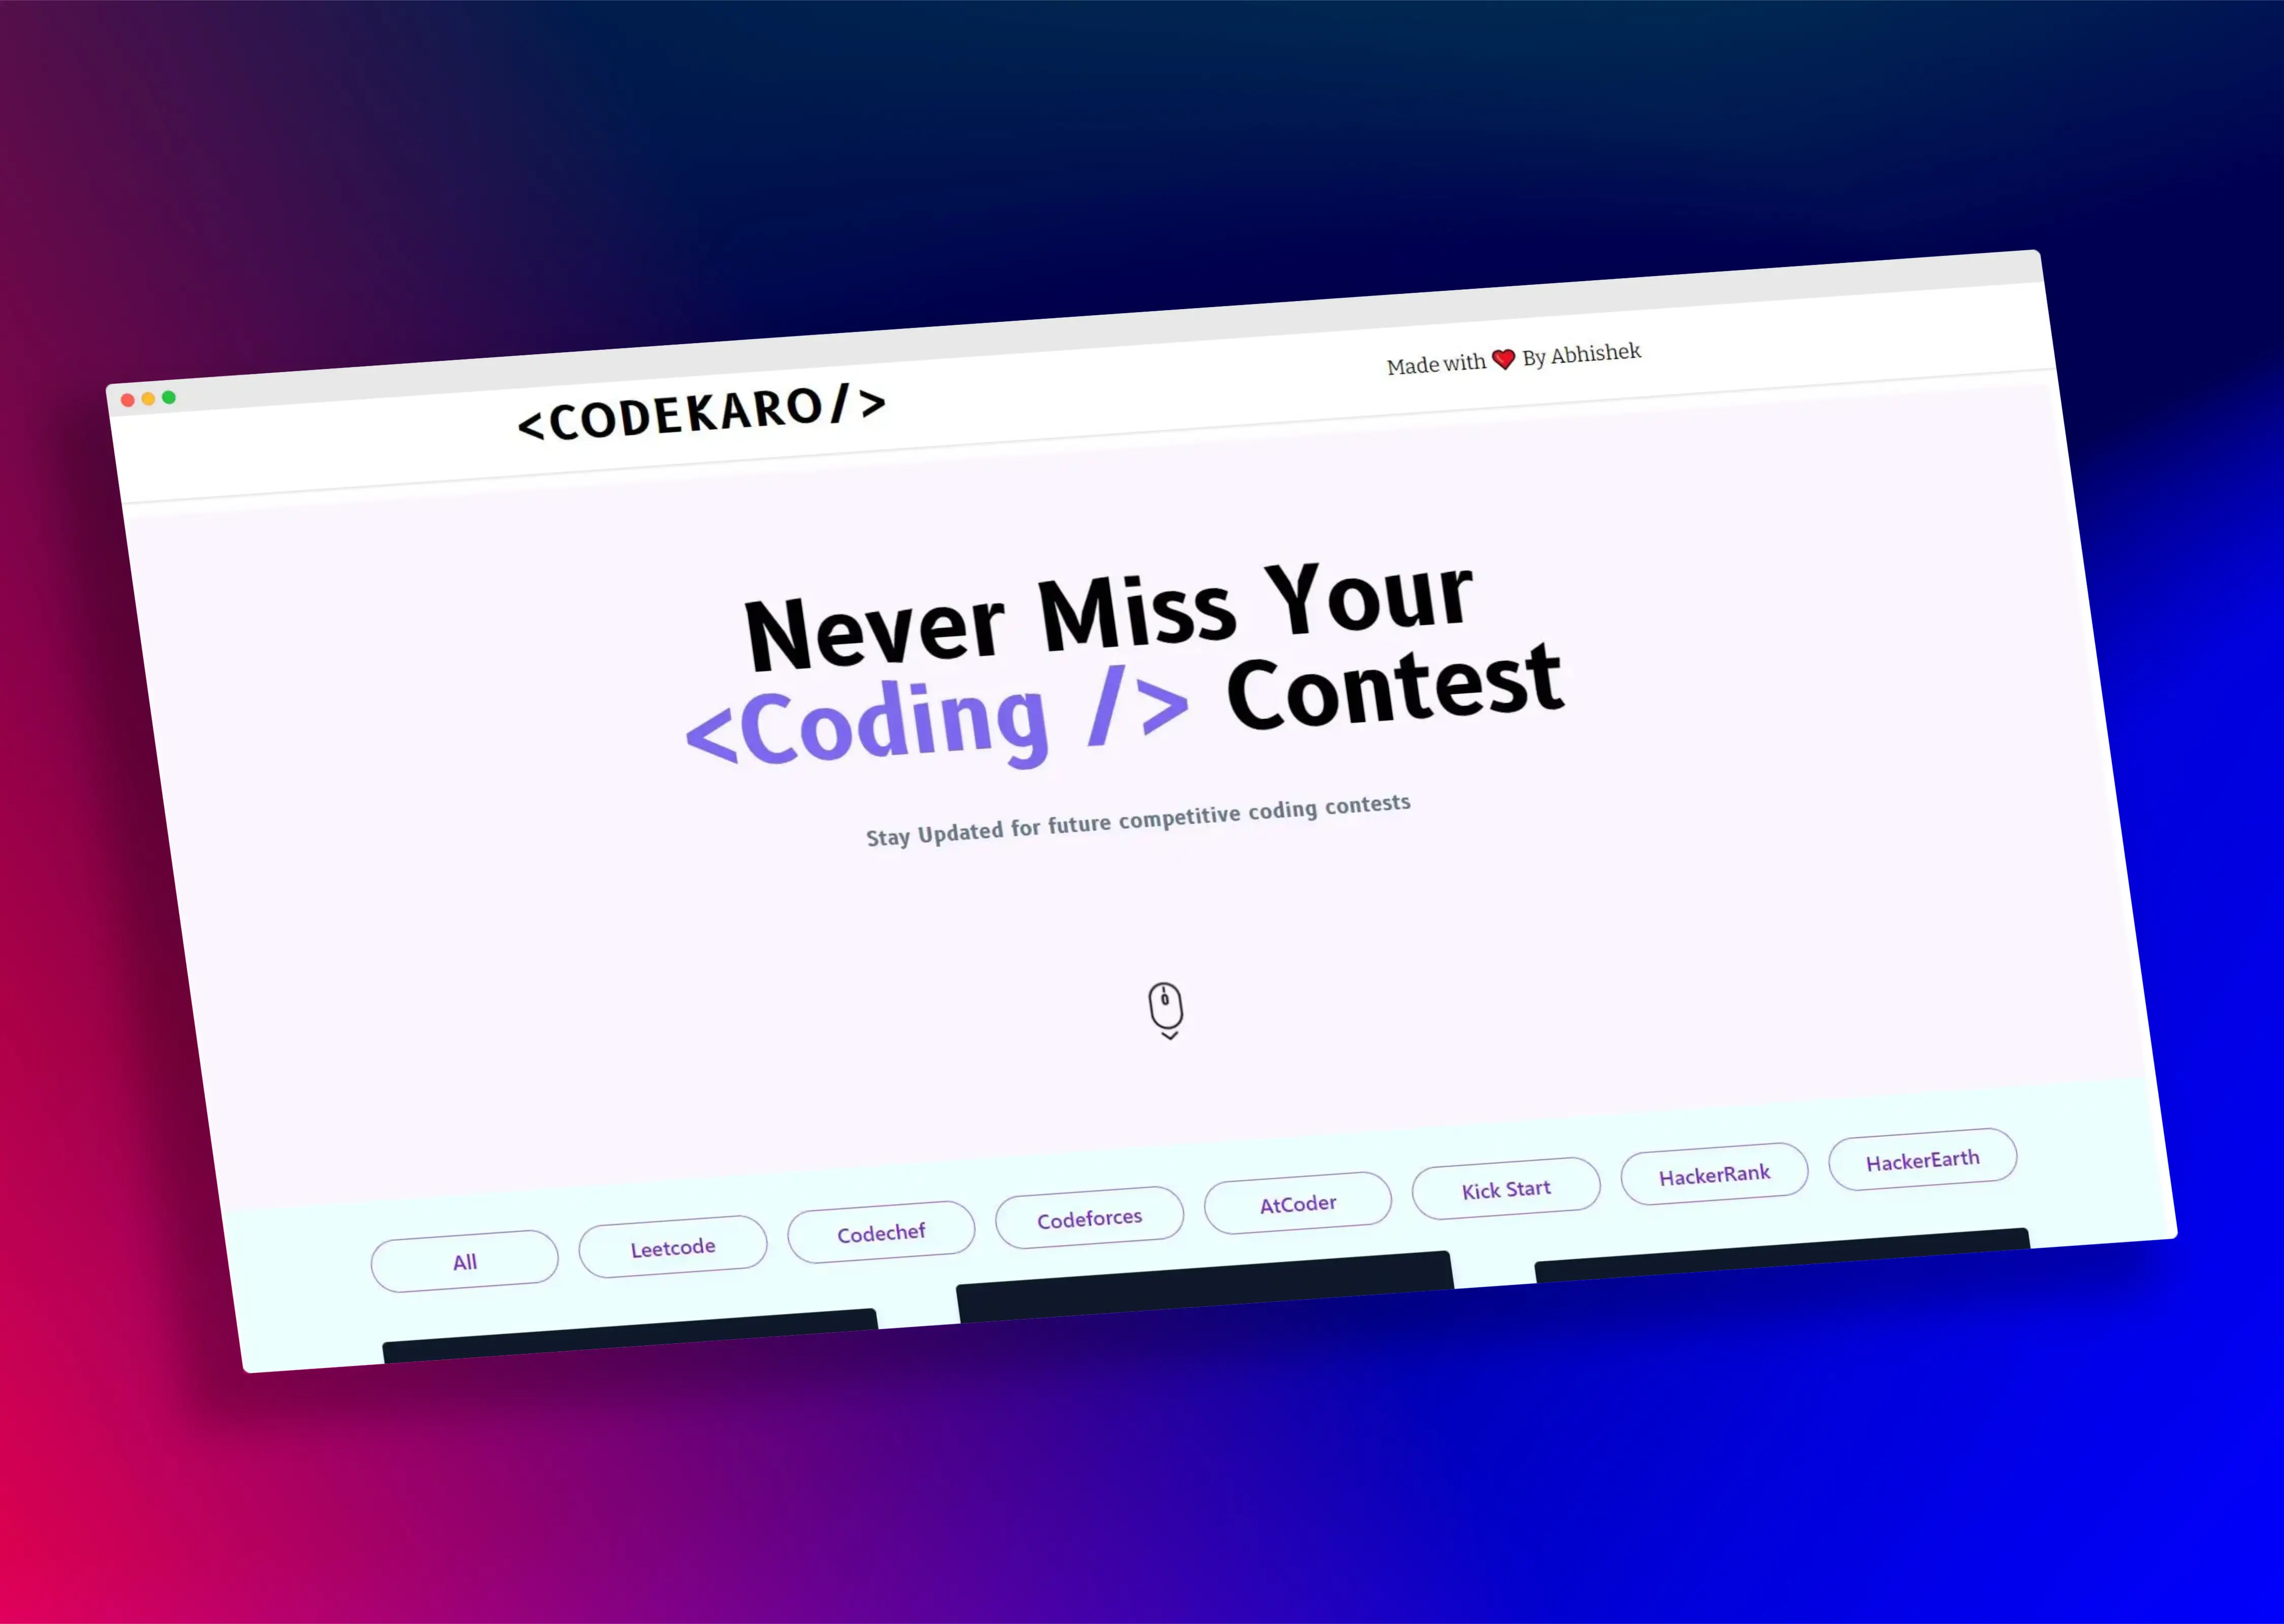 <CODEKARO/>
Made with ❤️ By Abhishek
Never Miss Your
<Coding /> Contest
Stay Updated for future competitive coding contests
All
Leetcode
Codechef
Codeforces
AtCoder
Kick Start
HackerRank
HackerEarth